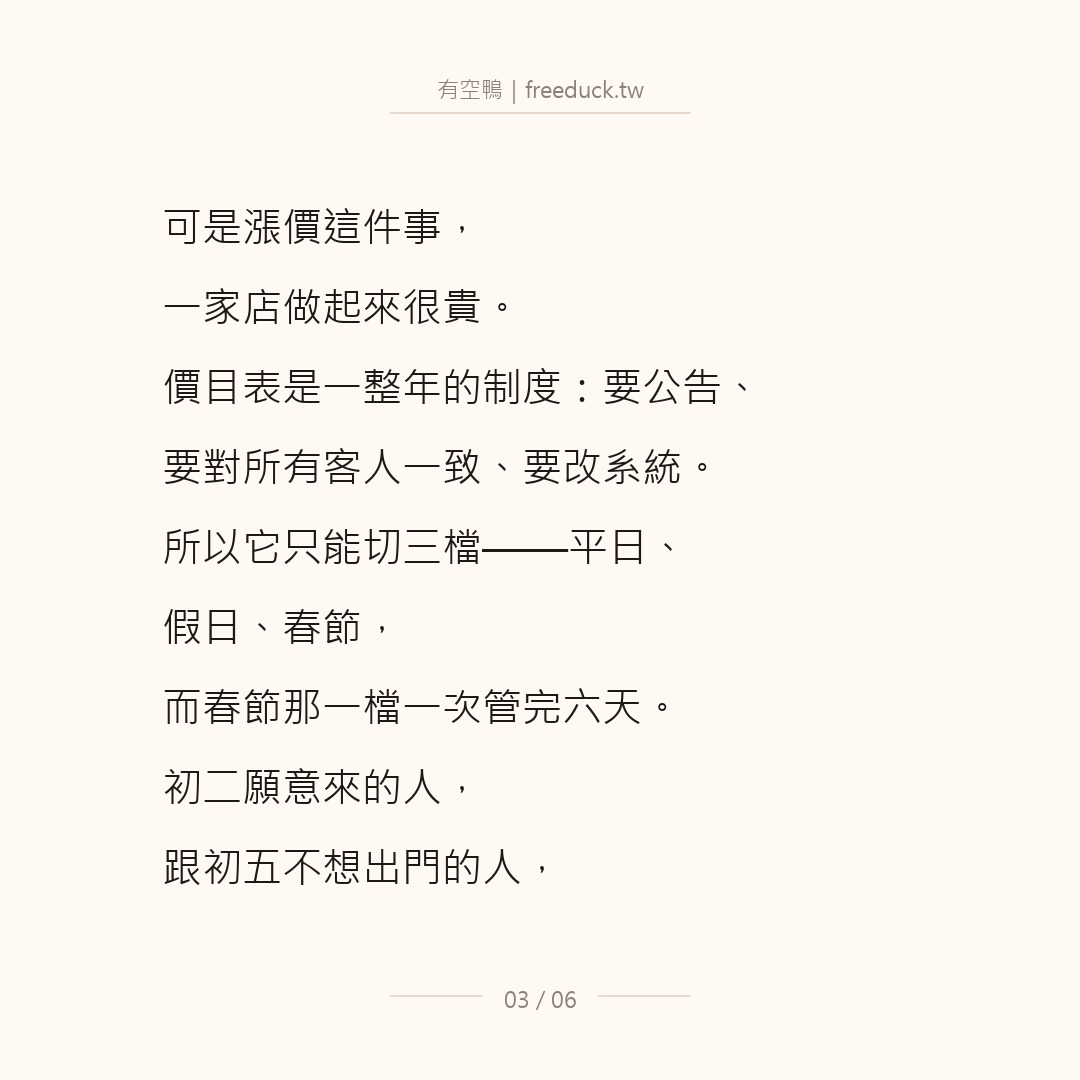 有空鴨 | freeduck.tw
可是漲價這件事，
一家店做起來很貴。
價目表是一整年的制度：要公告、
要對所有客人一致、要改系統。
所以它只能切三檔——平日、
假日、春節，
而春節那一檔一次管完六天。
初二願意來的人，
跟初五不想出門的人，
03 / 06